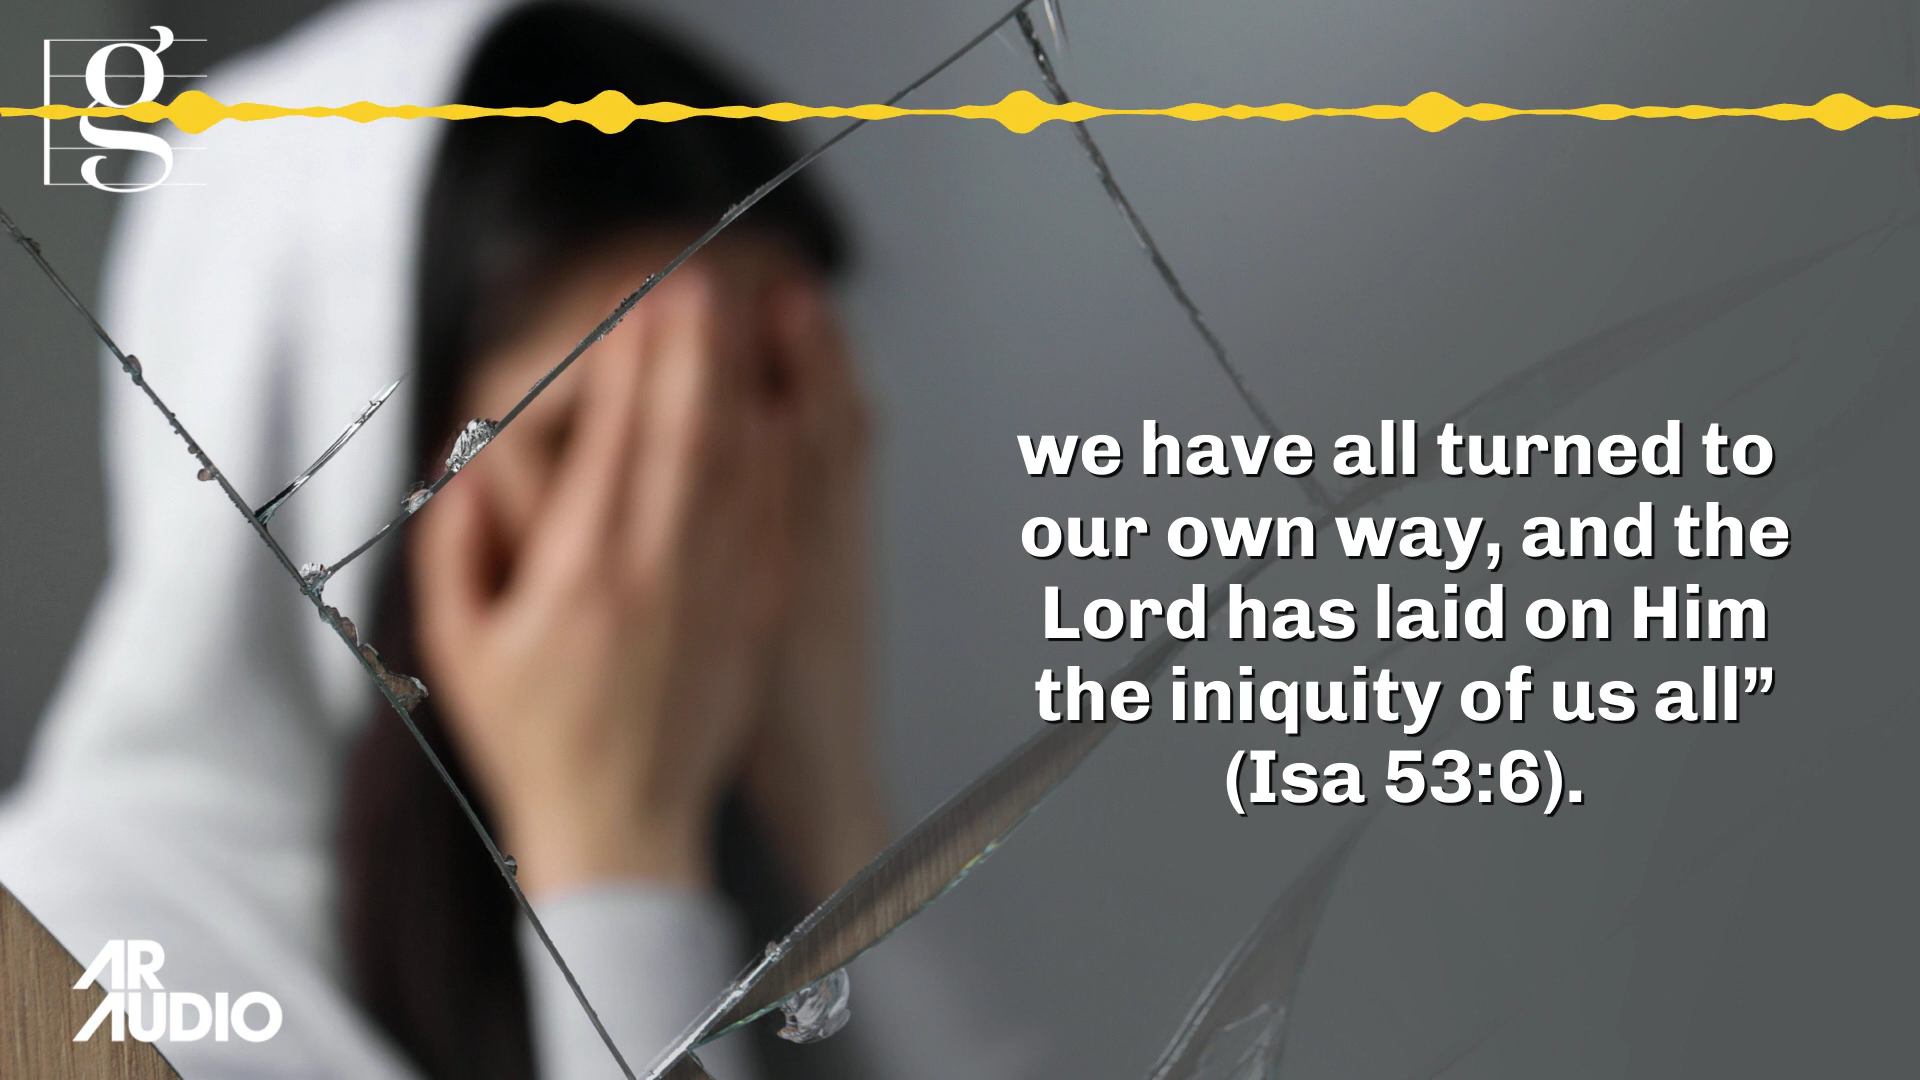 g
we have all turned to
our own way, and the
Lord has laid on Him
the iniquity of us all”
(Isa 53:6).
AR
AUDIO